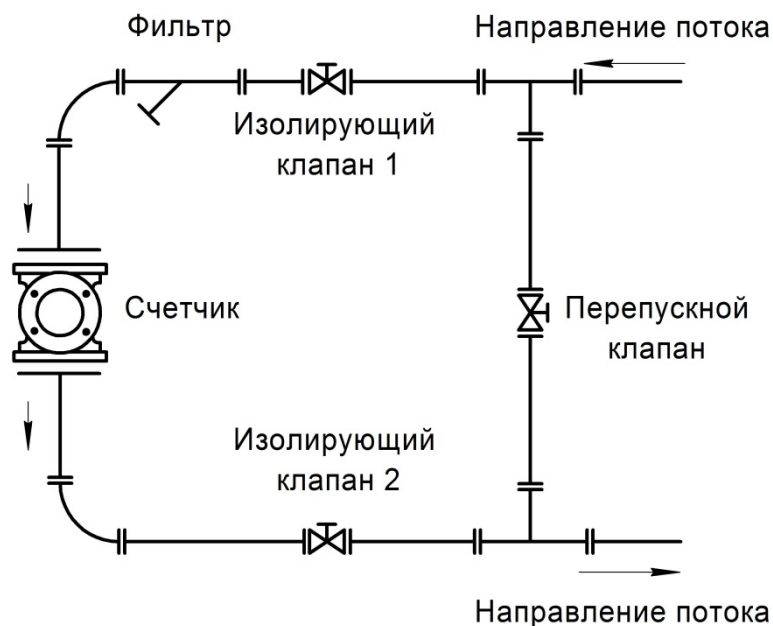 Фильтр
Направление потока
Изолирующий
клапан 1
Счетчик
Перепускной
клапан
Изолирующий
клапан 2
Направление потока